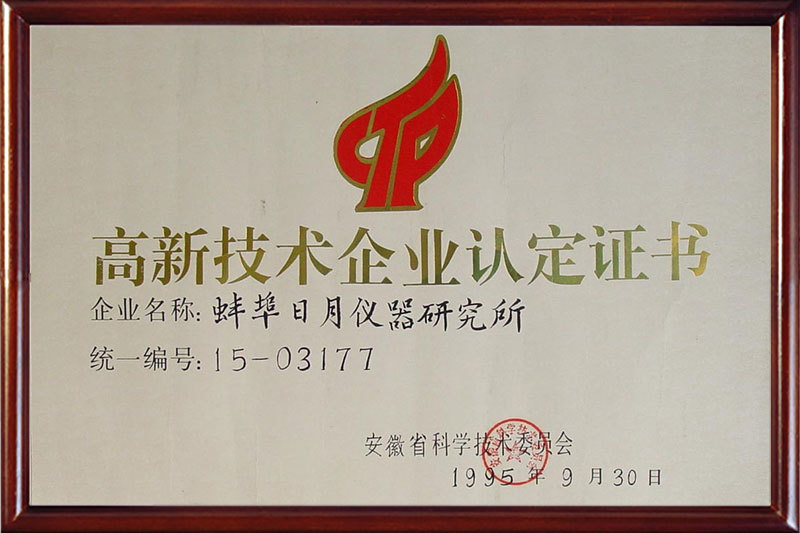 高新技术企业认定证书
企业名称:蚌埠日月仪器研究所
统一编号:15-03177
安徽省科学技术委员会
1995年9月30日